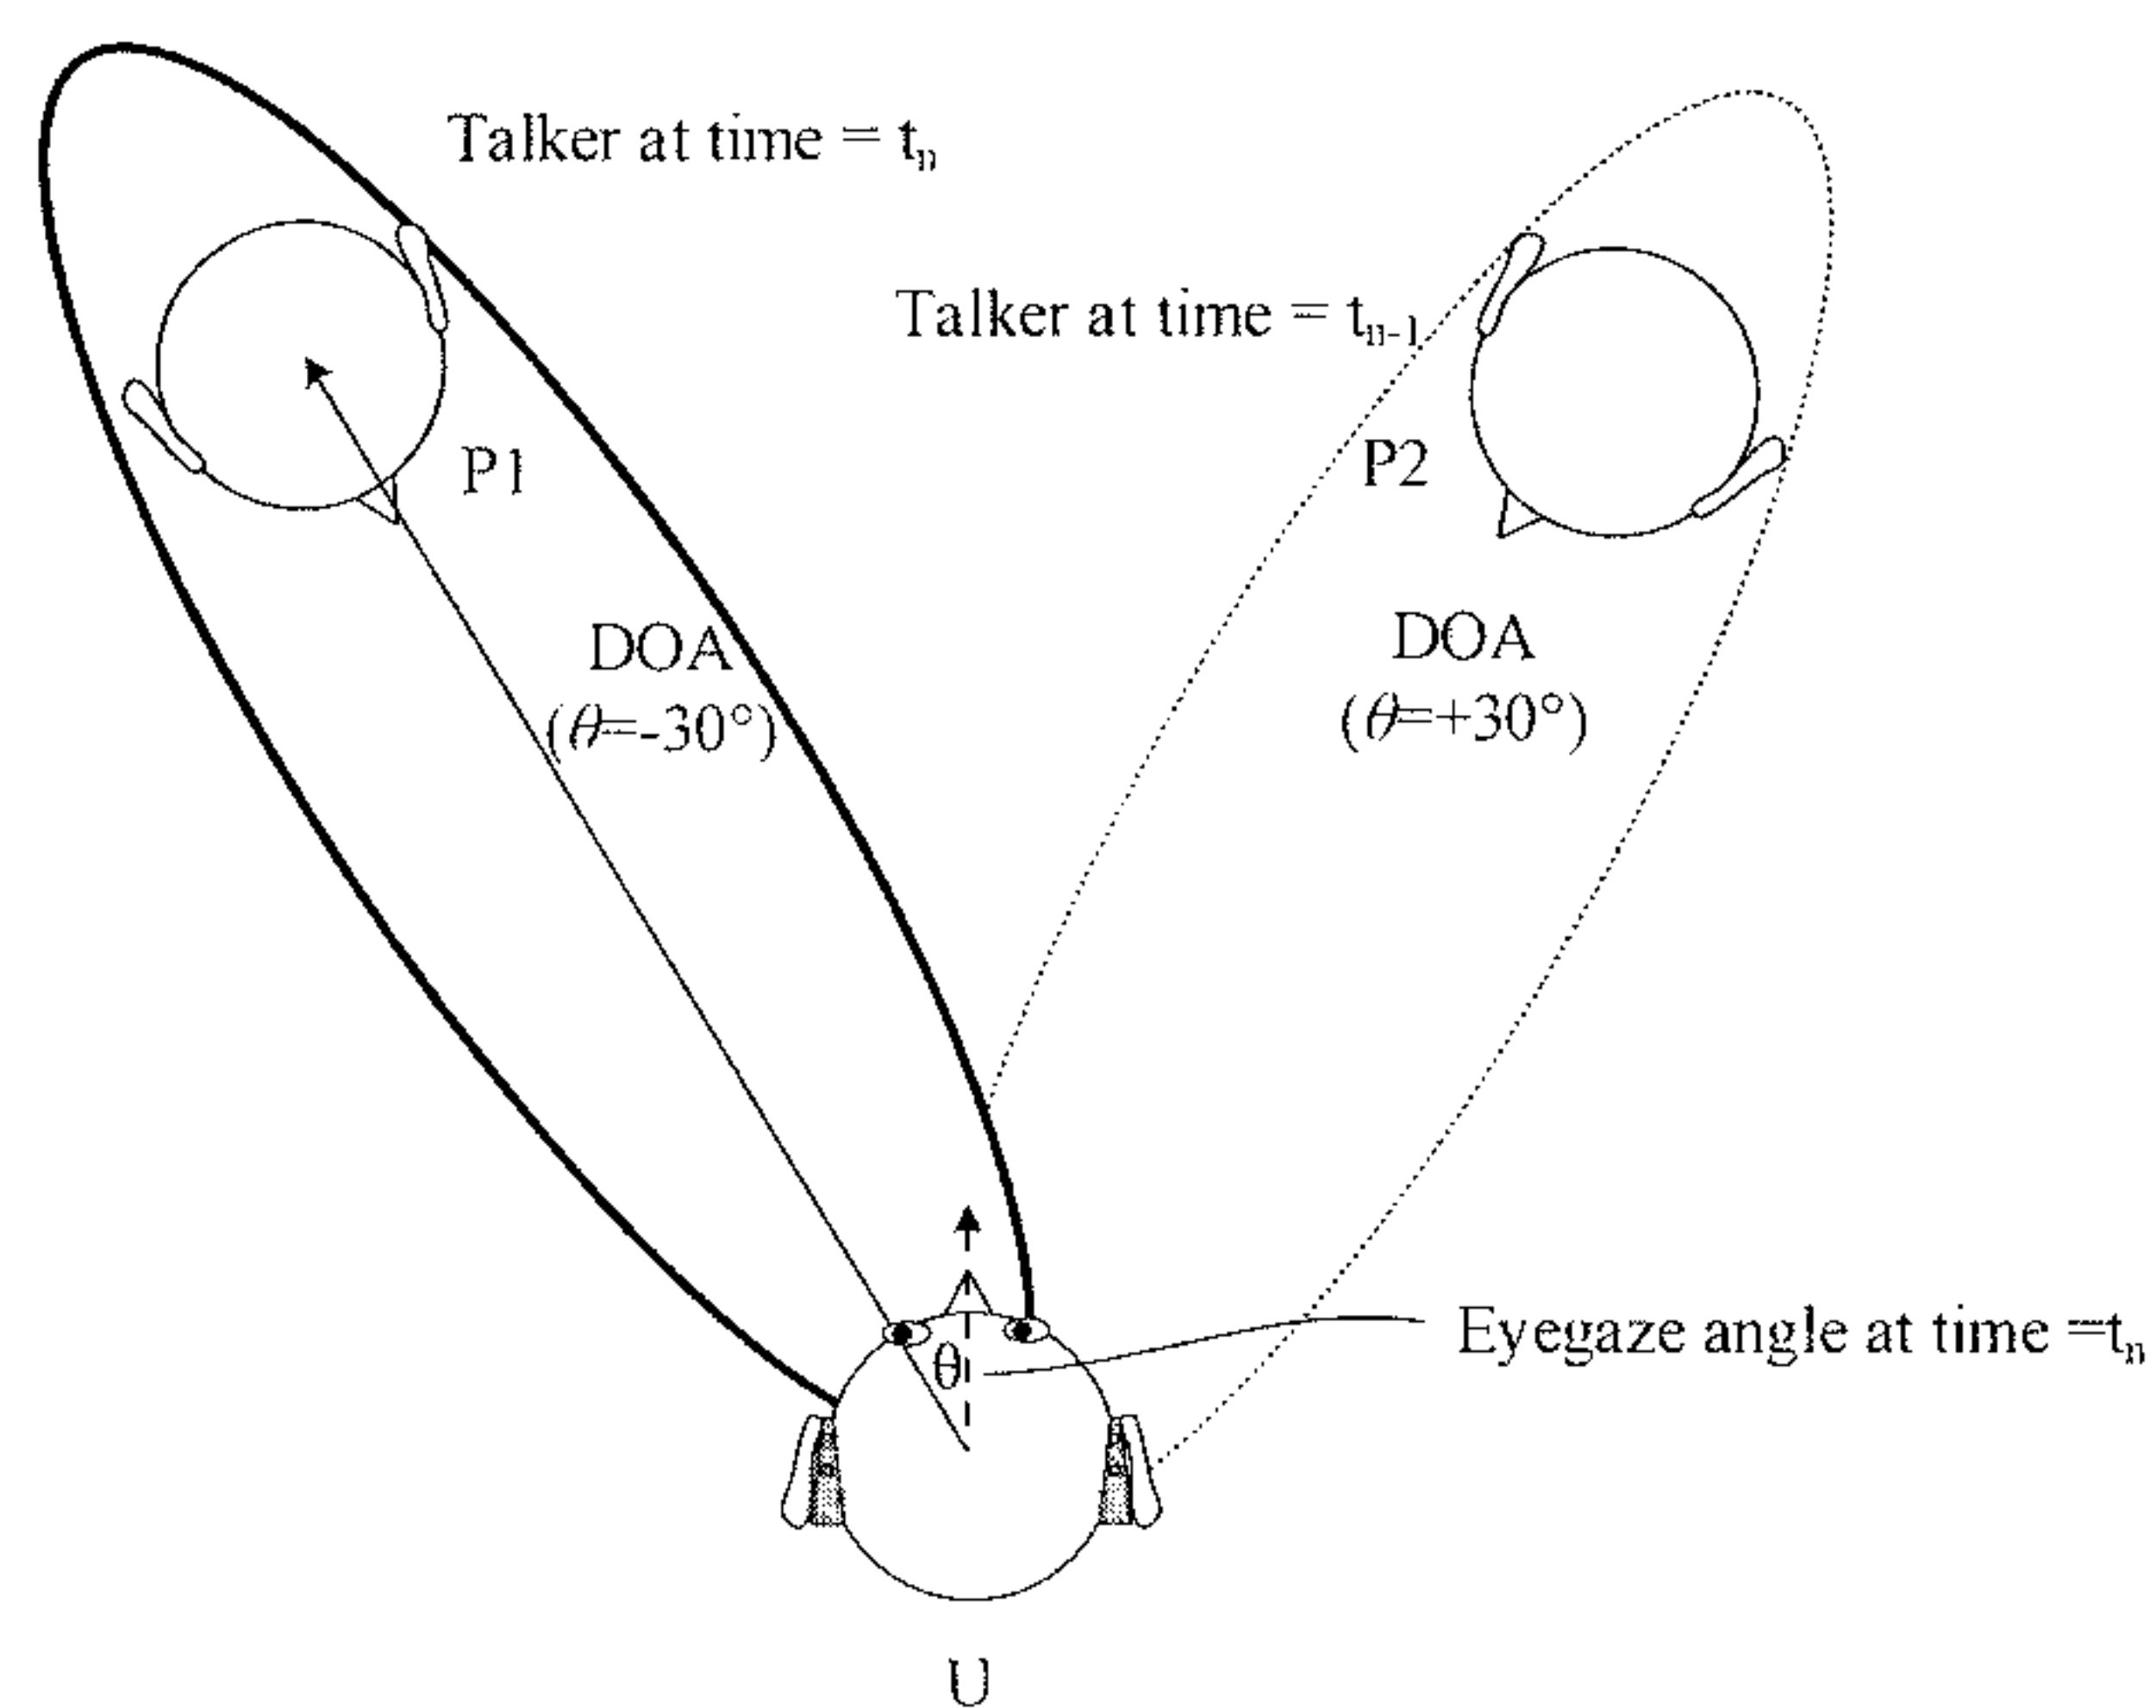 Talker at time = tₙ
Talker at time = tₙ₋₁
P1
P2
DOA
(θ=-30°)
DOA
(θ=+30°)
θ
Eyegaze angle at time =tₙ
U